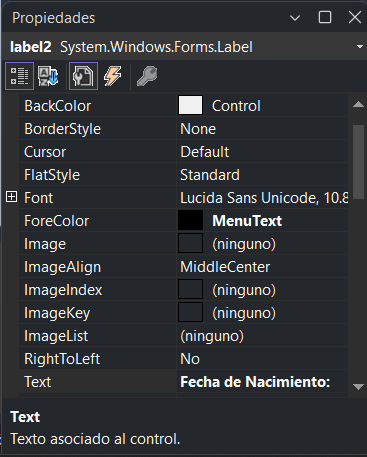 Propiedades
label2 System.Windows.Forms.Label
BackColor Control
BorderStyle None
Cursor Default
FlatStyle Standard
Font Lucida Sans Unicode, 10.8
ForeColor MenuText
Image (ninguno)
ImageAlign MiddleCenter
ImageIndex (ninguno)
ImageKey (ninguno)
ImageList (ninguno)
RightToLeft No
Text Fecha de Nacimiento:
Text
Texto asociado al control.